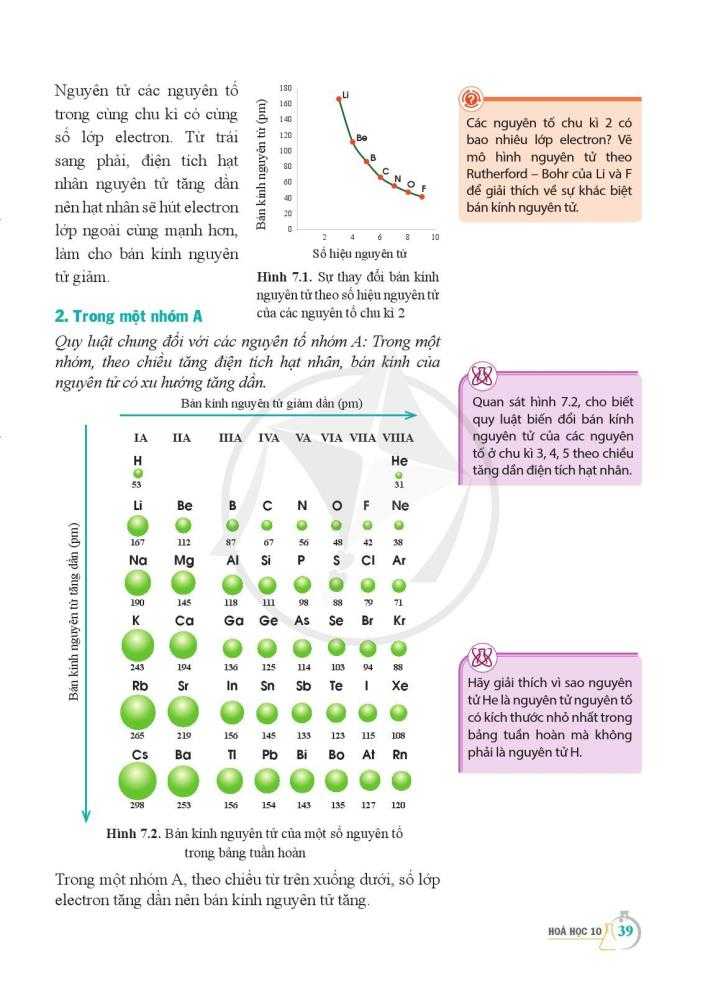 Nguyên tử các nguyên tố
trong cùng chu kì có cùng
số lớp electron. Từ trái
sang phải, điện tích hạt
nhân nguyên tử tăng dần
nên hạt nhân sẽ hút electron
lớp ngoài cùng mạnh hơn,
làm cho bán kính nguyên
tử giảm.
Bán kính nguyên tử (pm)
180
160
140
120
100
80
60
40
20
0
Li
Be
B
C
N
O
F
2 4 6 8 10
Số hiệu nguyên tử
Hình 7.1. Sự thay đổi bán kính
nguyên tử theo số hiệu nguyên tử
của các nguyên tố chu kì 2
Các nguyên tố chu kì 2 có
bao nhiêu lớp electron? Vẽ
mô hình nguyên tử theo
Rutherford – Bohr của Li và F
để giải thích về sự khác biệt
bán kính nguyên tử.
2. Trong một nhóm A
Quy luật chung đối với các nguyên tố nhóm A: Trong một
nhóm, theo chiều tăng điện tích hạt nhân, bán kính của
nguyên tử có xu hướng tăng dần.
Bán kính nguyên tử giảm dần (pm)
Bán kính nguyên tử tăng dần (pm)
IA IIA IIIA IVA VA VIA VIIA VIIIA
H He
53 31
Li Be B C N O F Ne
167 112 87 67 56 48 42 38
Na Mg Al Si P S Cl Ar
190 145 118 111 98 88 79 71
K Ca Ga Ge As Se Br Kr
243 194 136 125 114 103 94 88
Rb Sr In Sn Sb Te I Xe
265 219 156 145 133 123 115 108
Cs Ba Tl Pb Bi Bo At Rn
298 253 156 154 143 135 127 120
Hình 7.2. Bán kính nguyên tử của một số nguyên tố
trong bảng tuần hoàn
Quan sát hình 7.2, cho biết
quy luật biến đổi bán kính
nguyên tử của các nguyên
tố ở chu kì 3, 4, 5 theo chiều
tăng dần điện tích hạt nhân.
Hãy giải thích vì sao nguyên
tử He là nguyên tử nguyên tố
có kích thước nhỏ nhất trong
bảng tuần hoàn mà không
phải là nguyên tử H.
Trong một nhóm A, theo chiều từ trên xuống dưới, số lớp
electron tăng dần nên bán kính nguyên tử tăng.
HOÁ HỌC 10 39